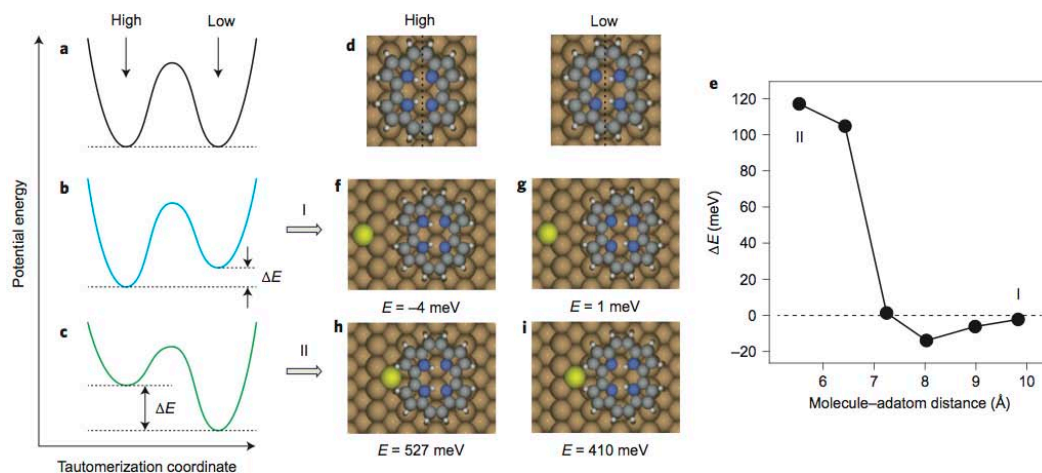 High
Low
a
Potential energy
b
ΔE
c
ΔE
Tautomerization coordinate
I
II
High
Low
d
f
g
E = –4 meV
E = 1 meV
h
i
E = 527 meV
E = 410 meV
e
120
100
80
60
40
20
0
–20
ΔE (meV)
II
I
6 7 8 9 10
Molecule–adatom distance (Å)